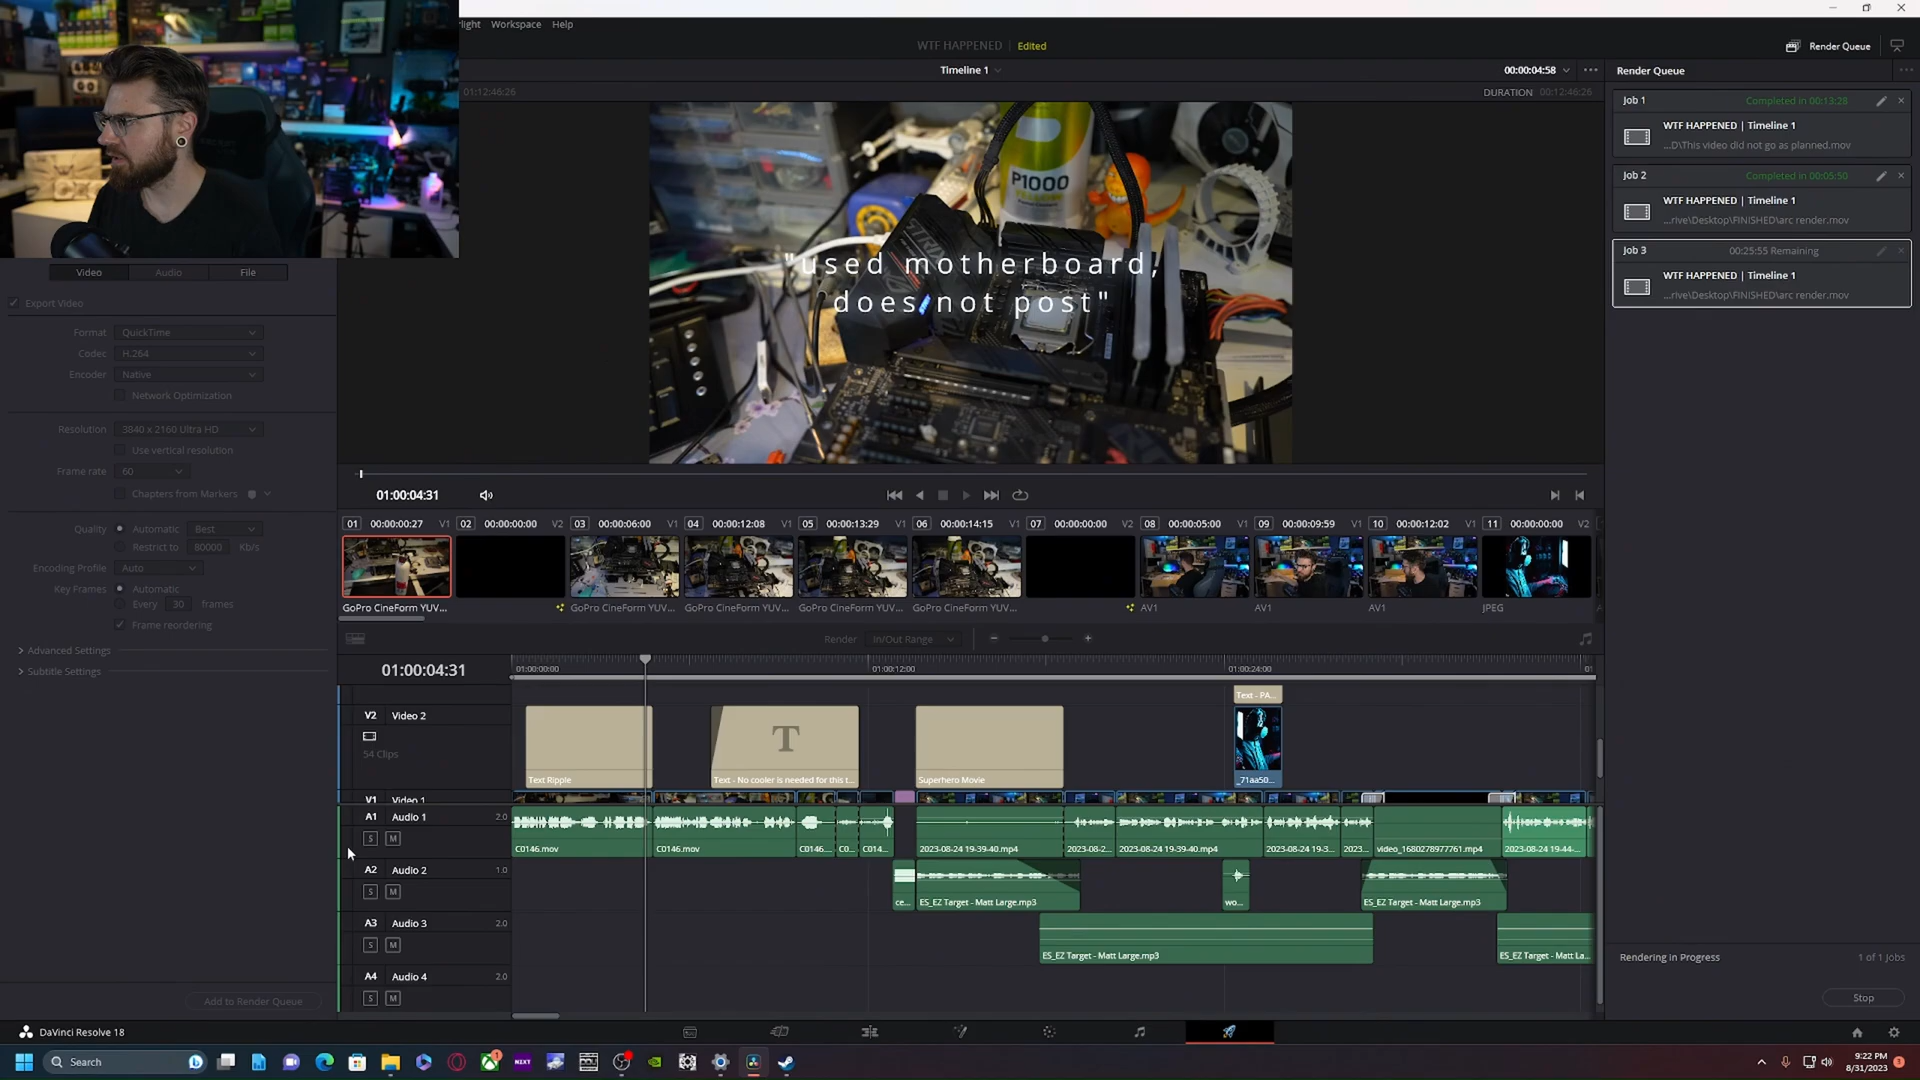 light Workspace Help
WTF HAPPENED Edited
Render Queue
Timeline 1
00:00:04:58
Render Queue
01:12:46:26
DURATION 00:12:46:26
Job 1 Completed in 00:13:28
WTF HAPPENED | Timeline 1
...D\This video did not go as planned.mov
Job 2 Completed in 00:05:50
WTF HAPPENED | Timeline 1
...rive\Desktop\FINISHED\arc render.mov
Job 3 00:25:55 Remaining
WTF HAPPENED | Timeline 1
...rive\Desktop\FINISHED\arc render.mov
P1000
"used motherboard,
does not post"
Video Audio File
Export Video
Format QuickTime
Codec H.264
Encoder Native
Network Optimization
Resolution 3840 x 2160 Ultra HD
Use vertical resolution
Frame rate 60
Chapters from Markers
Quality Automatic Best
Restrict to 80000 Kb/s
Encoding Profile Auto
Key Frames Automatic
Every 30 frames
Frame reordering
Advanced Settings
Subtitle Settings
Add to Render Queue
01:00:04:31
01 00:00:00:27 V1 02 00:00:00:00 V2 03 00:00:06:00 V1 04 00:00:12:08 V1 05 00:00:13:29 V1 06 00:00:14:15 V1 07 00:00:00:00 V2 08 00:00:05:00 V1 09 00:00:09:59 V1 10 00:00:12:02 V1 11 00:00:00:00 V2
GoPro CineForm YUV... GoPro CineForm YUV... GoPro CineForm YUV... GoPro CineForm YUV... GoPro CineForm YUV... AV1 AV1 AV1 JPEG
Render In/Out Range
01:00:04:31
01:00:00:00 01:00:12:00 01:00:24:00
Text - PA...
V2 Video 2
54 Clips
T
Text Ripple Text - No cooler is needed for this t... Superhero Movie _71aa50...
V1 Video 1
A1 Audio 1 2.0
S M
C0146.mov C0146.mov C0146... C0... C014... 2023-08-24 19-39-40.mp4 2023-08-2... 2023-08-24 19-39-40.mp4 2023-08-24 19-3... 2023... video_1680278977761.mp4 2023-08-24 19-44-...
A2 Audio 2 1.0
S M
ce... ES_EZ Target - Matt Large.mp3 wo... ES_EZ Target - Matt Large.mp3
A3 Audio 3 2.0
S M
ES_EZ Target - Matt Large.mp3 ES_EZ Target - Matt La...
A4 Audio 4 2.0
S M
Rendering in Progress 1 of 1 jobs
Stop
DaVinci Resolve 18
Search
NZXT
9:22 PM
8/31/2023